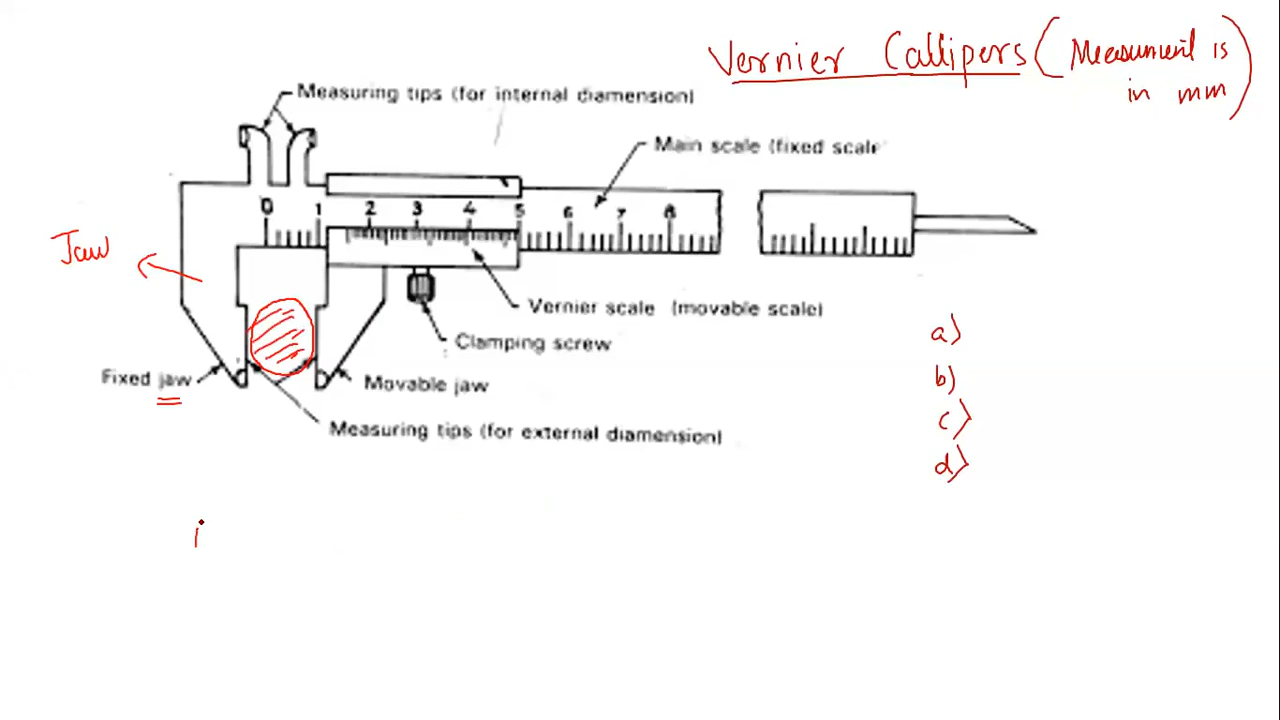 Vernier Callipers (Measument is
in mm)
Measuring tips (for internal diamension)
Main scale (fixed scale
0 1 2 3 4 5 6 7 8
Jaw
Vernier scale (movable scale)
Clamping screw
Fixed jaw
Movable jaw
Measuring tips (for external diamension)
a)
b)
c)
d)
i